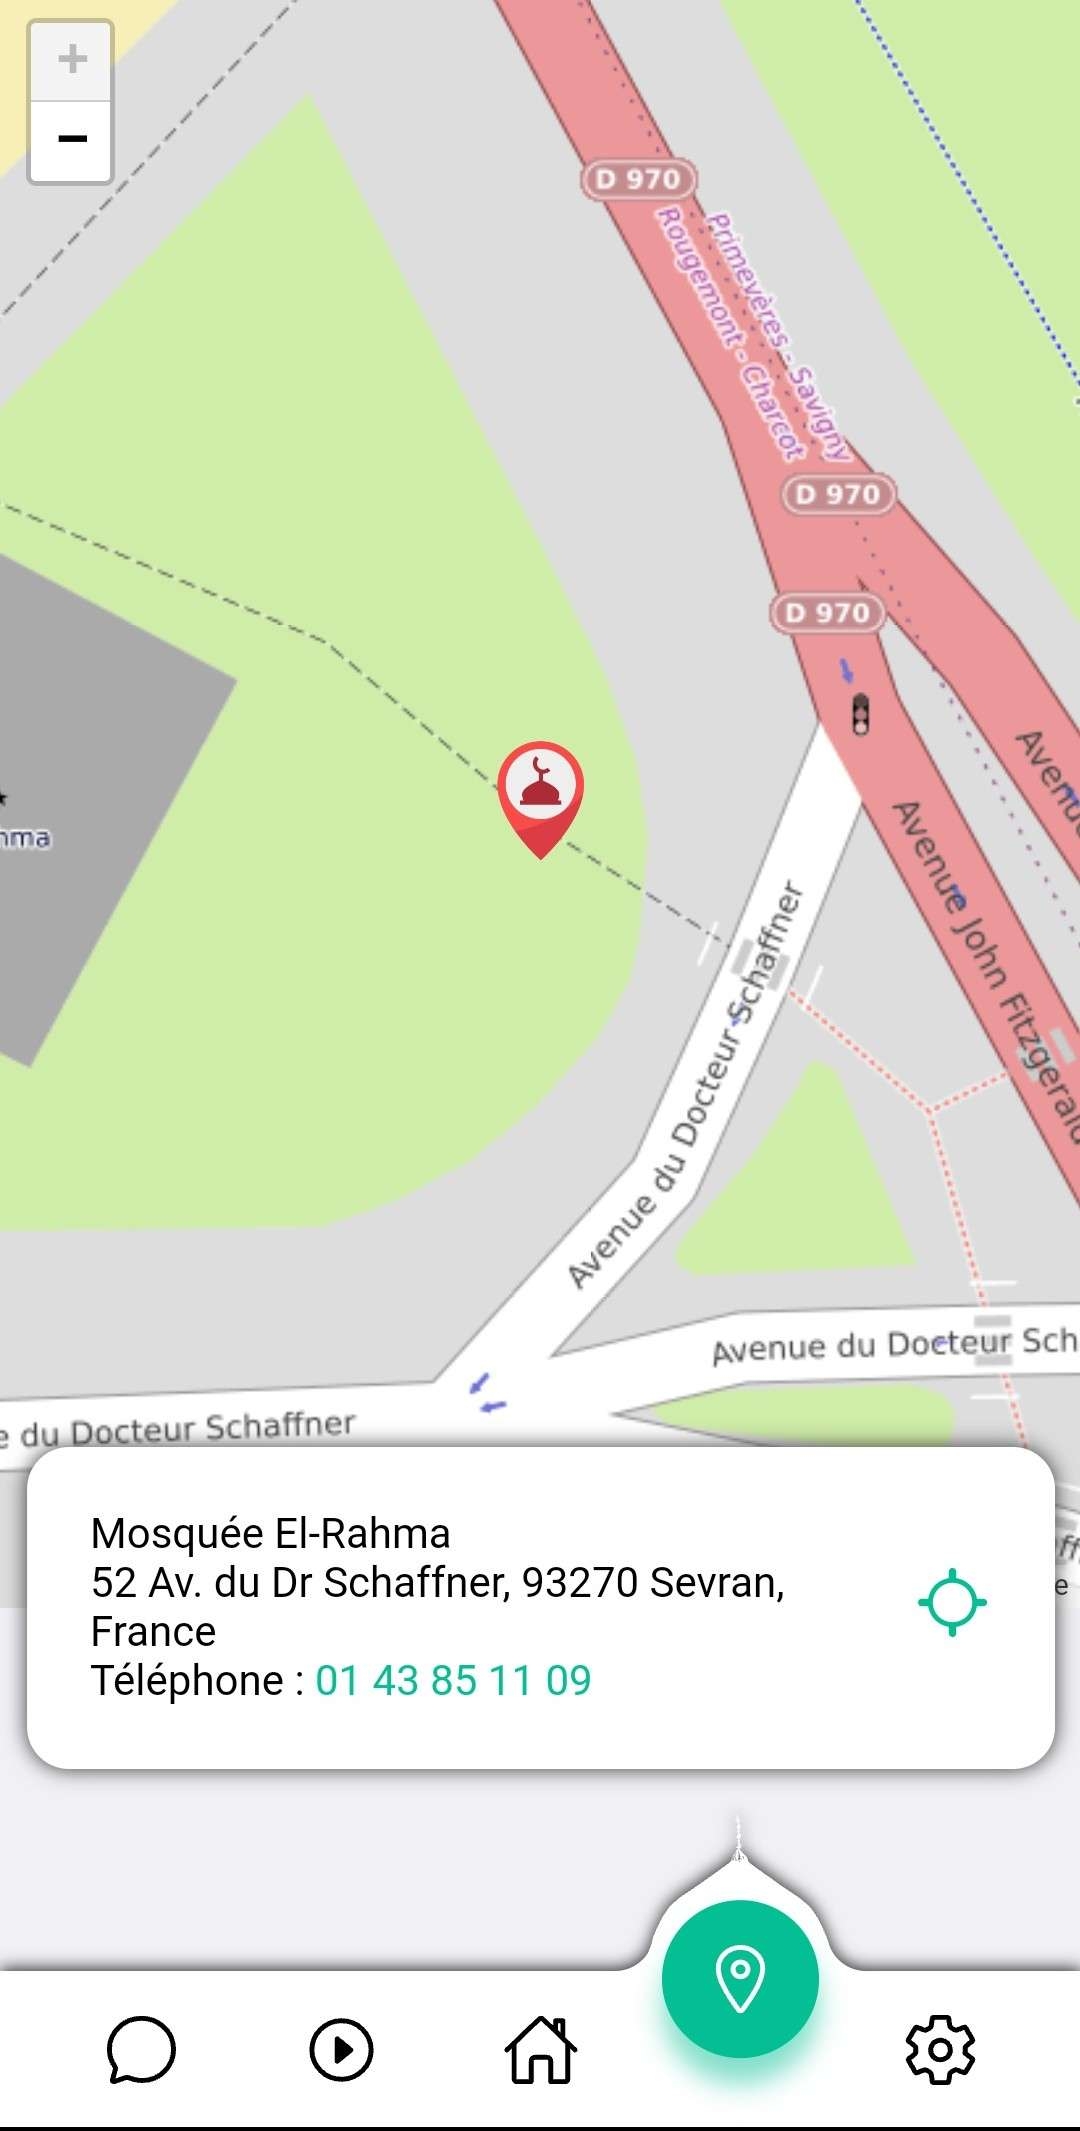 +
−
D 970
Primevères - Savigny
Rougemont - Charcot
D 970
D 970
Avenue
Avenue John Fitzgerald
hma
Avenue du Docteur Schaffner
Avenue du Docteur Sch
e du Docteur Schaffner
Mosquée El-Rahma
52 Av. du Dr Schaffner, 93270 Sevran,
France
Téléphone : 01 43 85 11 09